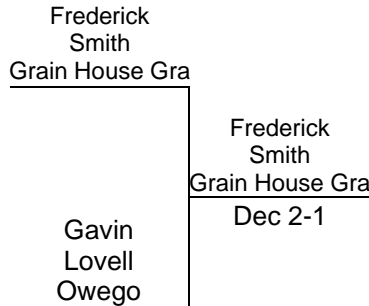 Frederick
Smith
Grain House Gra
Frederick
Smith
Grain House Gra
Dec 2-1
Gavin
Lovell
Owego